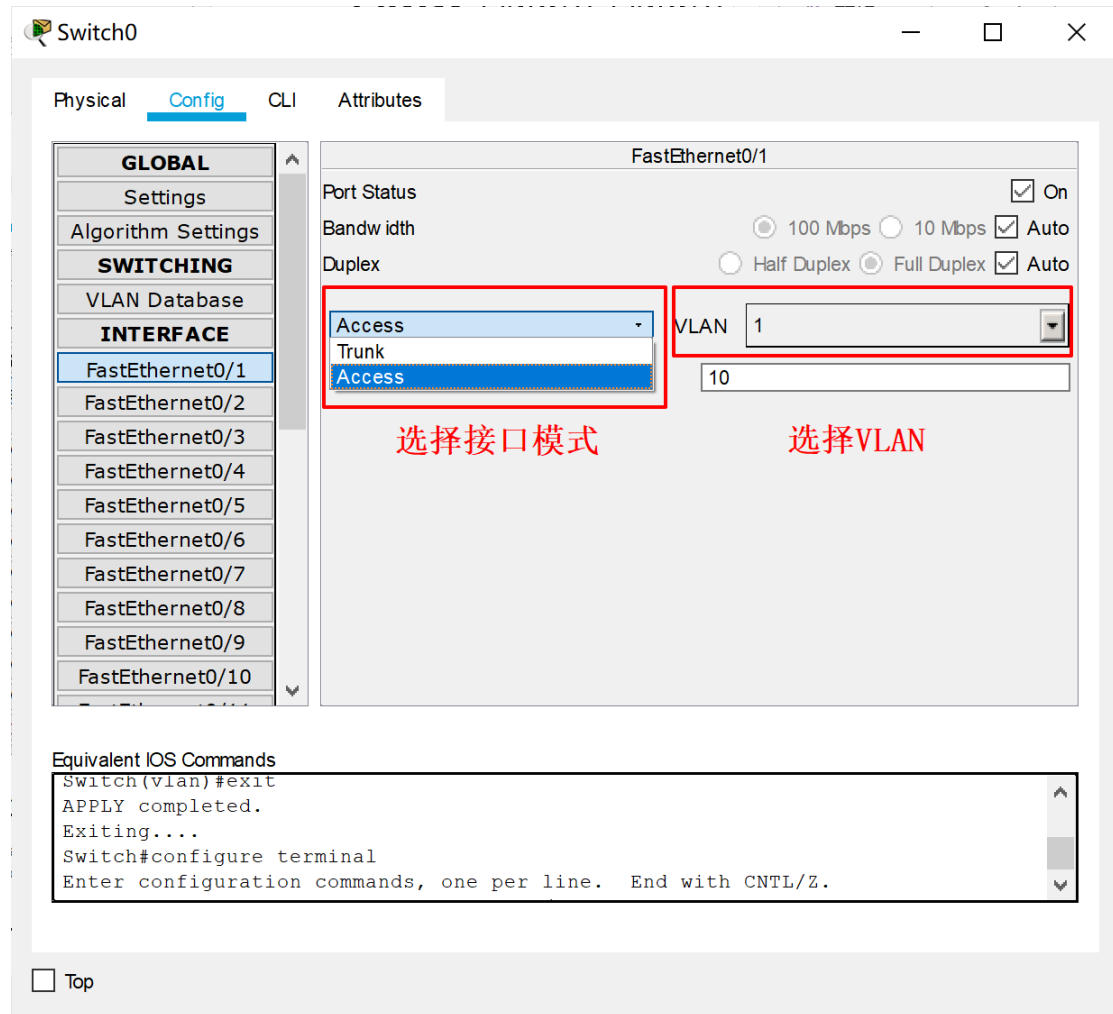 Switch0
Physical Config CLI Attributes
GLOBAL
Settings
Algorithm Settings
SWITCHING
VLAN Database
INTERFACE
FastEthernet0/1
FastEthernet0/2
FastEthernet0/3
FastEthernet0/4
FastEthernet0/5
FastEthernet0/6
FastEthernet0/7
FastEthernet0/8
FastEthernet0/9
FastEthernet0/10
FastEthernet0/1
Port Status On
Bandwidth 100 Mbps 10 Mbps Auto
Duplex Half Duplex Full Duplex Auto
Access VLAN 1
Trunk
Access 10
选择接口模式 选择VLAN
Equivalent IOS Commands
Switch(vlan)#exit
APPLY completed.
Exiting....
Switch#configure terminal
Enter configuration commands, one per line. End with CNTL/Z.
Top